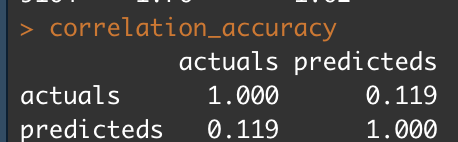 > correlation_accuracy
actuals predicteds
actuals 1.000 0.119
predicteds 0.119 1.000